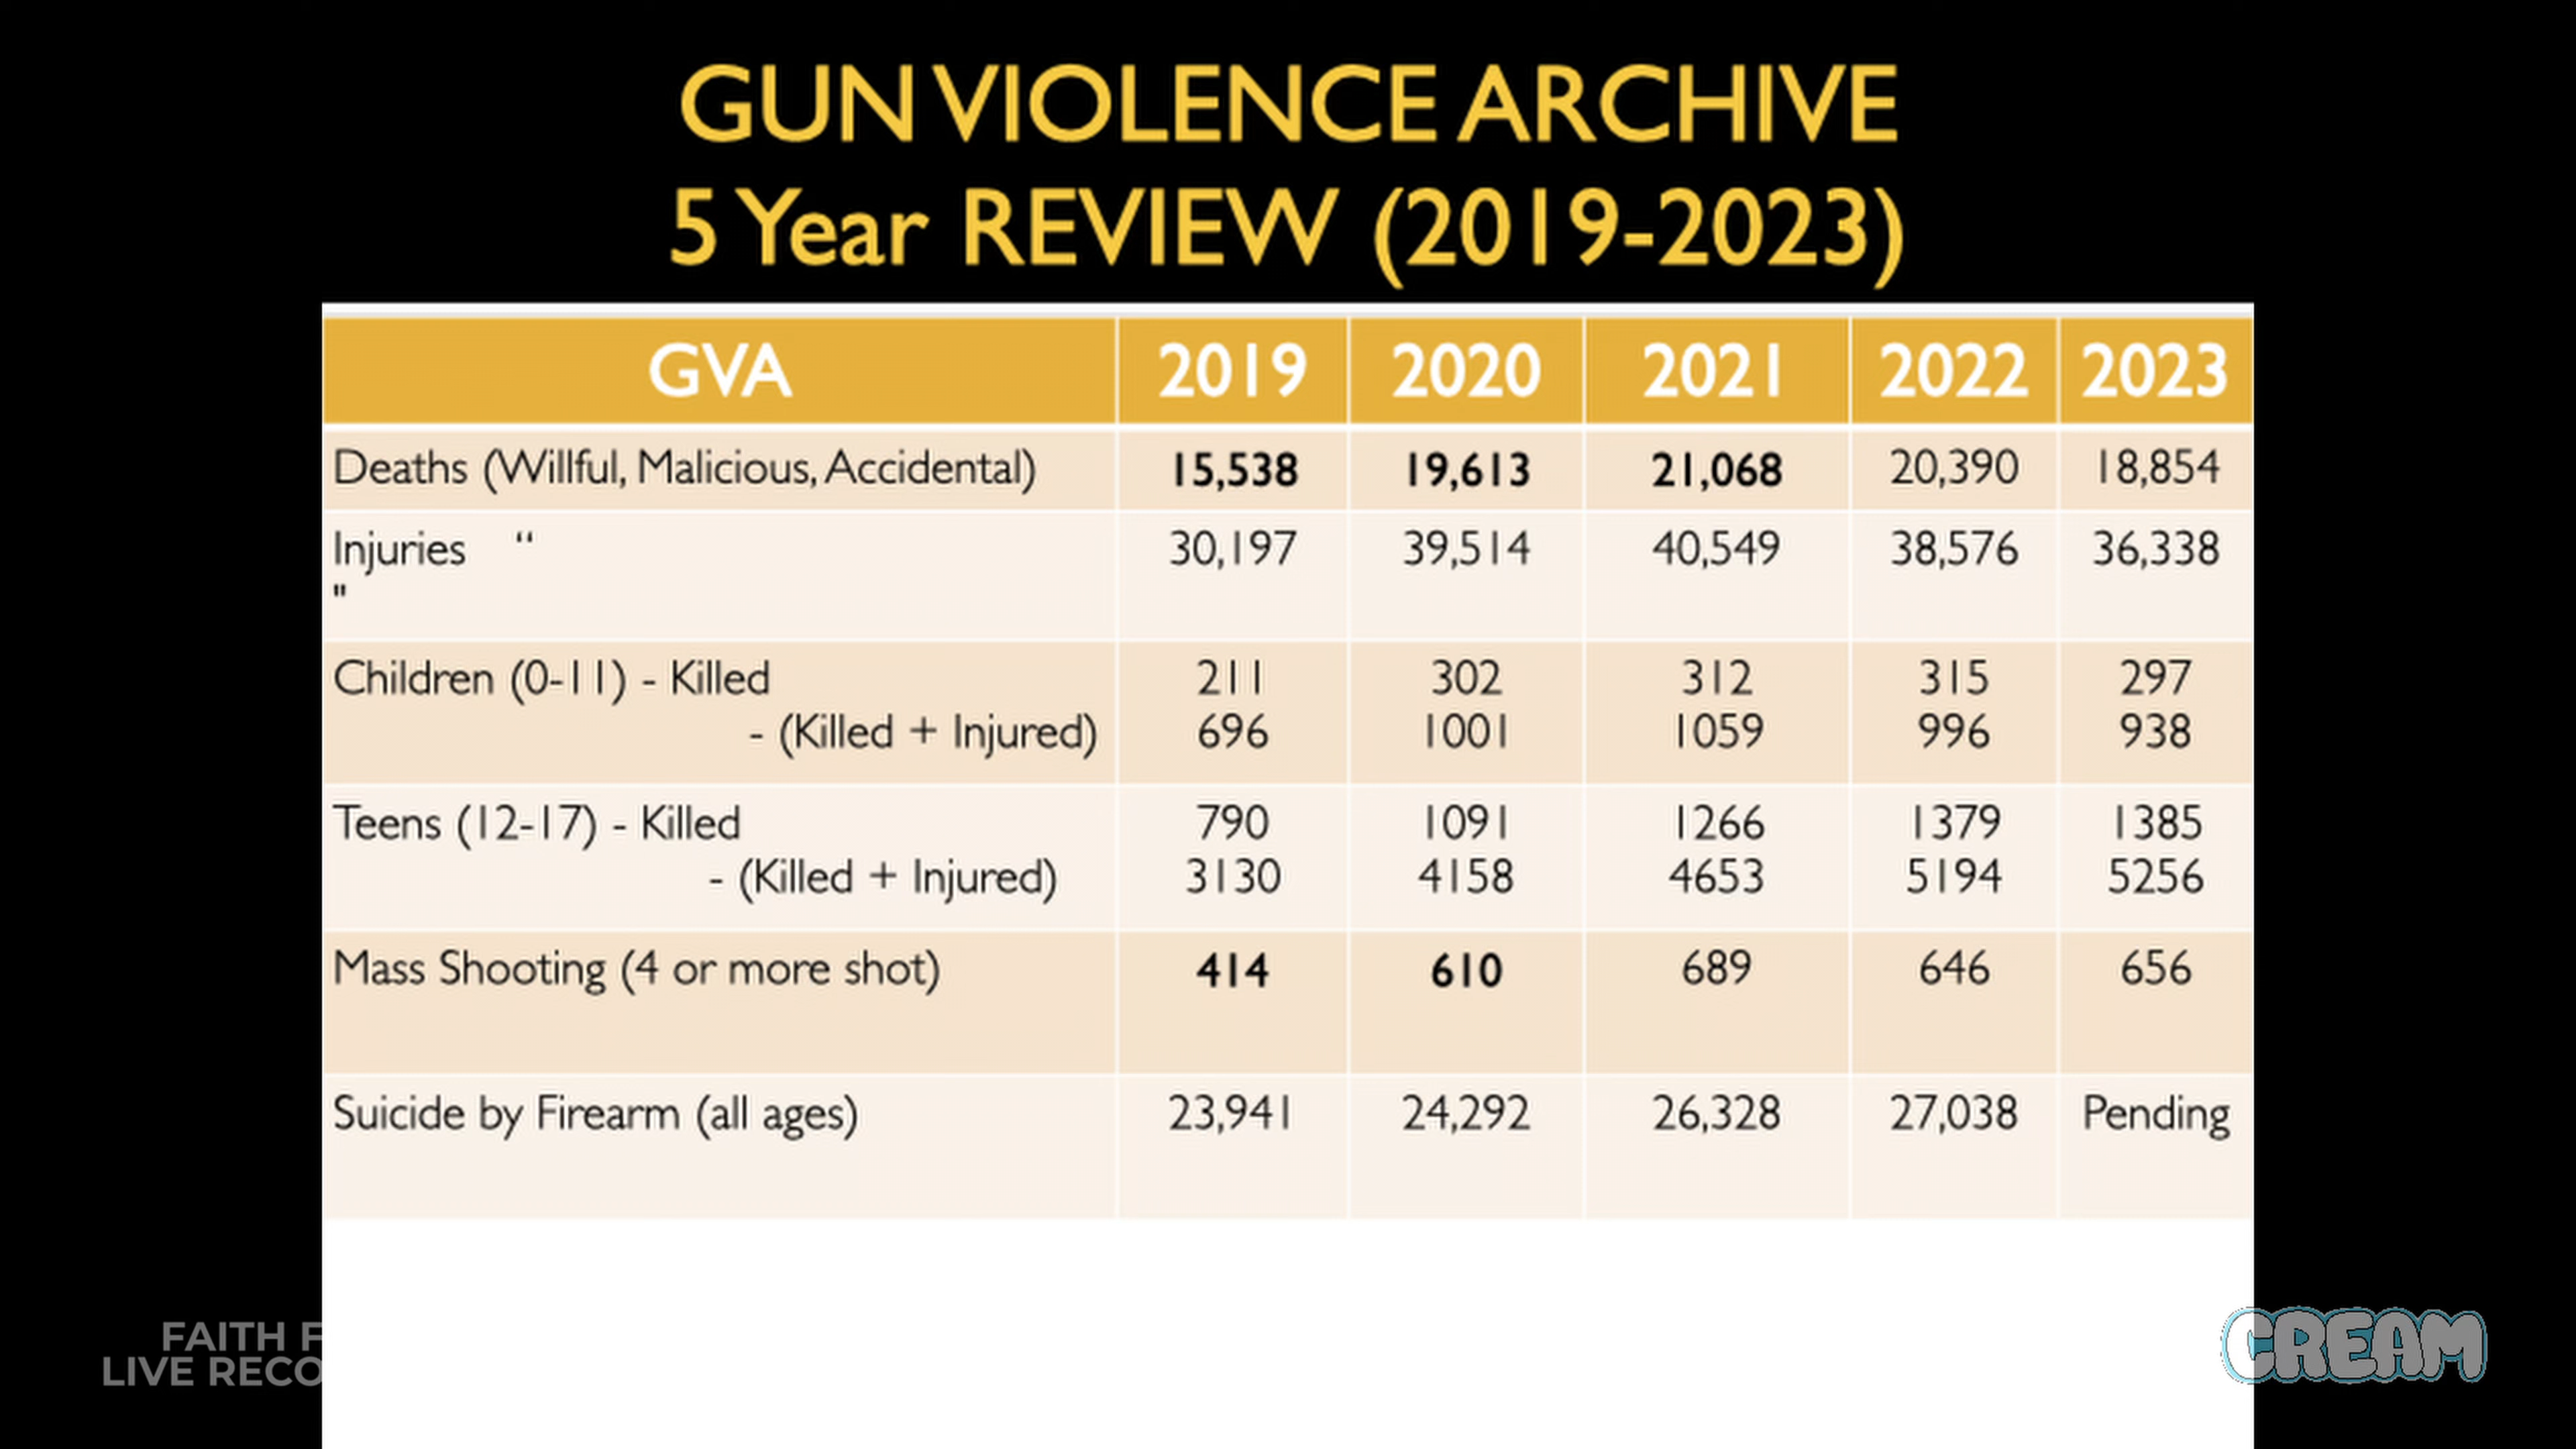 GUN VIOLENCE ARCHIVE
5 Year REVIEW (2019-2023)
GVA 2019 2020 2021 2022 2023
Deaths (Willful, Malicious, Accidental) 15,538 19,613 21,068 20,390 18,854
Injuries “ 30,197 39,514 40,549 38,576 36,338
"
Children (0-11) - Killed 211 302 312 315 297
- (Killed + Injured) 696 1001 1059 996 938
Teens (12-17) - Killed 790 1091 1266 1379 1385
- (Killed + Injured) 3130 4158 4653 5194 5256
Mass Shooting (4 or more shot) 414 610 689 646 656
Suicide by Firearm (all ages) 23,941 24,292 26,328 27,038 Pending
FAITH
LIVE
CREAM